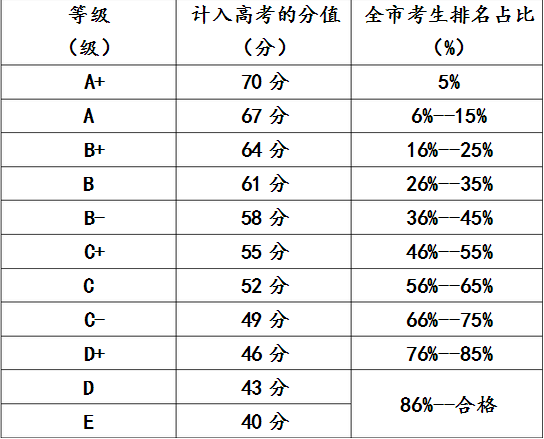 等级 计入高考的分值 全市考生排名占比
（级） （分） （%）
A+ 70 分 5%
A 67 分 6%--15%
B+ 64 分 16%--25%
B 61 分 26%--35%
B- 58 分 36%--45%
C+ 55 分 46%--55%
C 52 分 56%--65%
C- 49 分 66%--75%
D+ 46 分 76%--85%
D 43 分
86%--合格
E 40 分